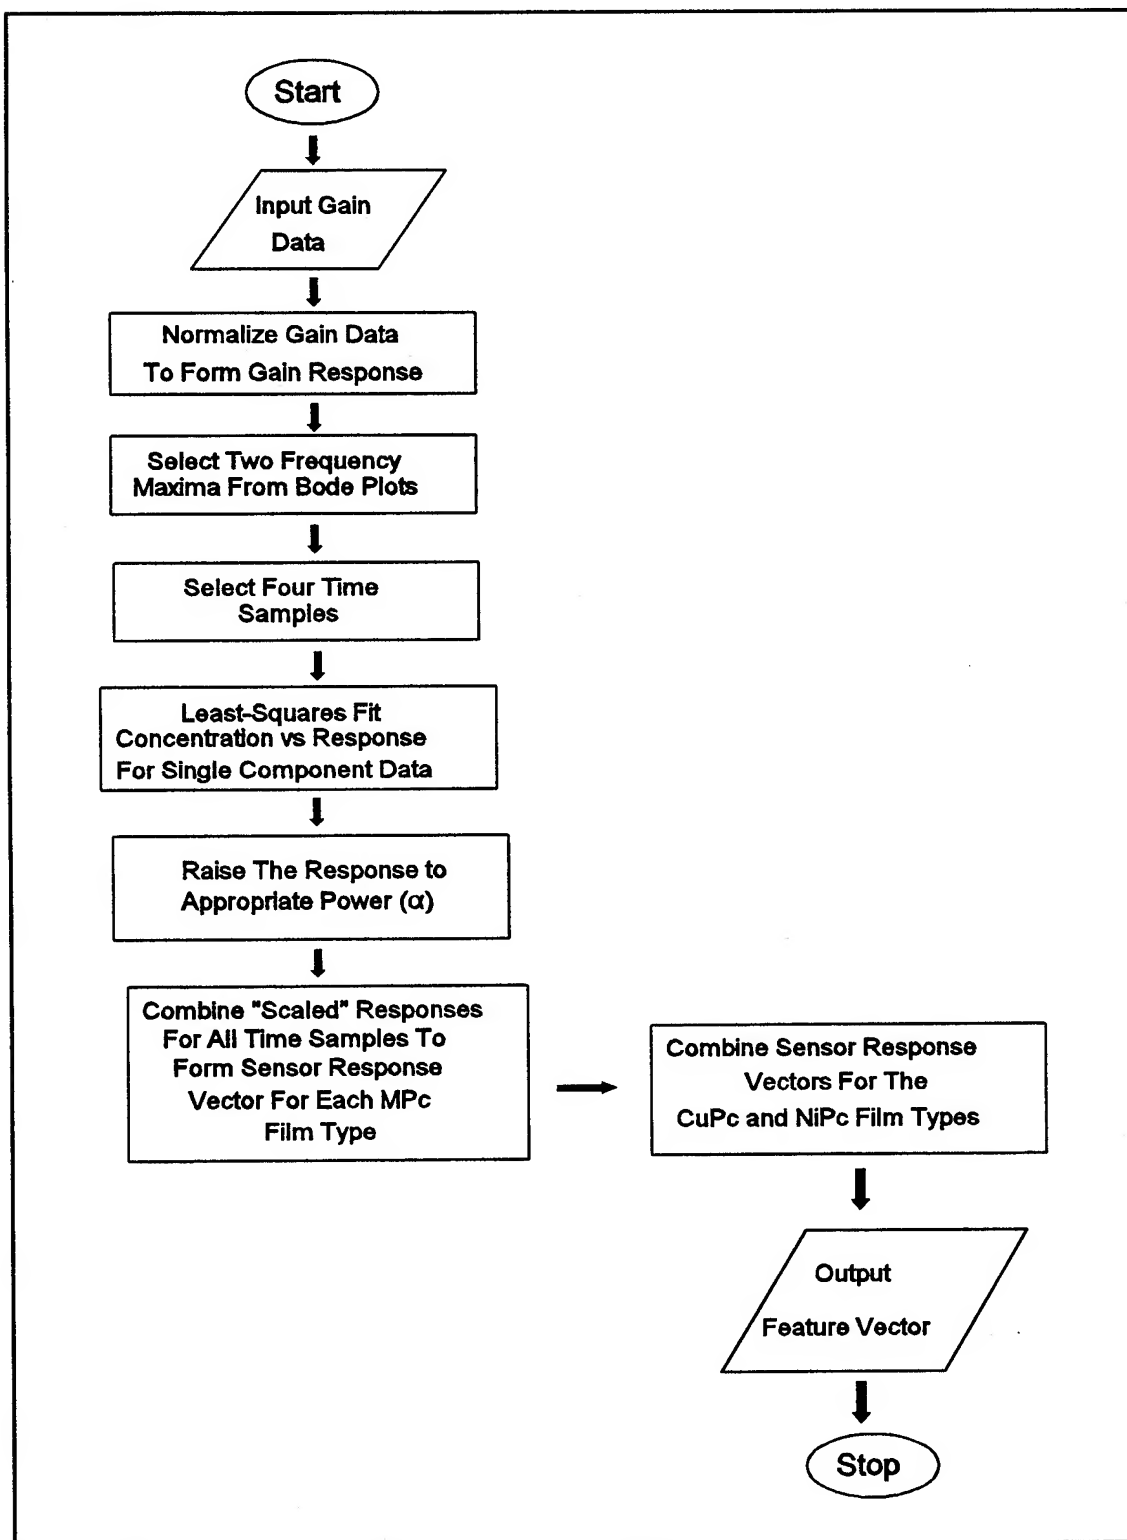 Start
Input Gain
Data
Normalize Gain Data
To Form Gain Response
Select Two Frequency
Maxima From Bode Plots
Select Four Time
Samples
Least-Squares Fit
Concentration vs Response
For Single Component Data
Raise The Response to
Appropriate Power (α)
Combine "Scaled" Responses
For All Time Samples To
Form Sensor Response
Vector For Each MPc
Film Type
Combine Sensor Response
Vectors For The
CuPc and NiPc Film Types
Output
Feature Vector
Stop